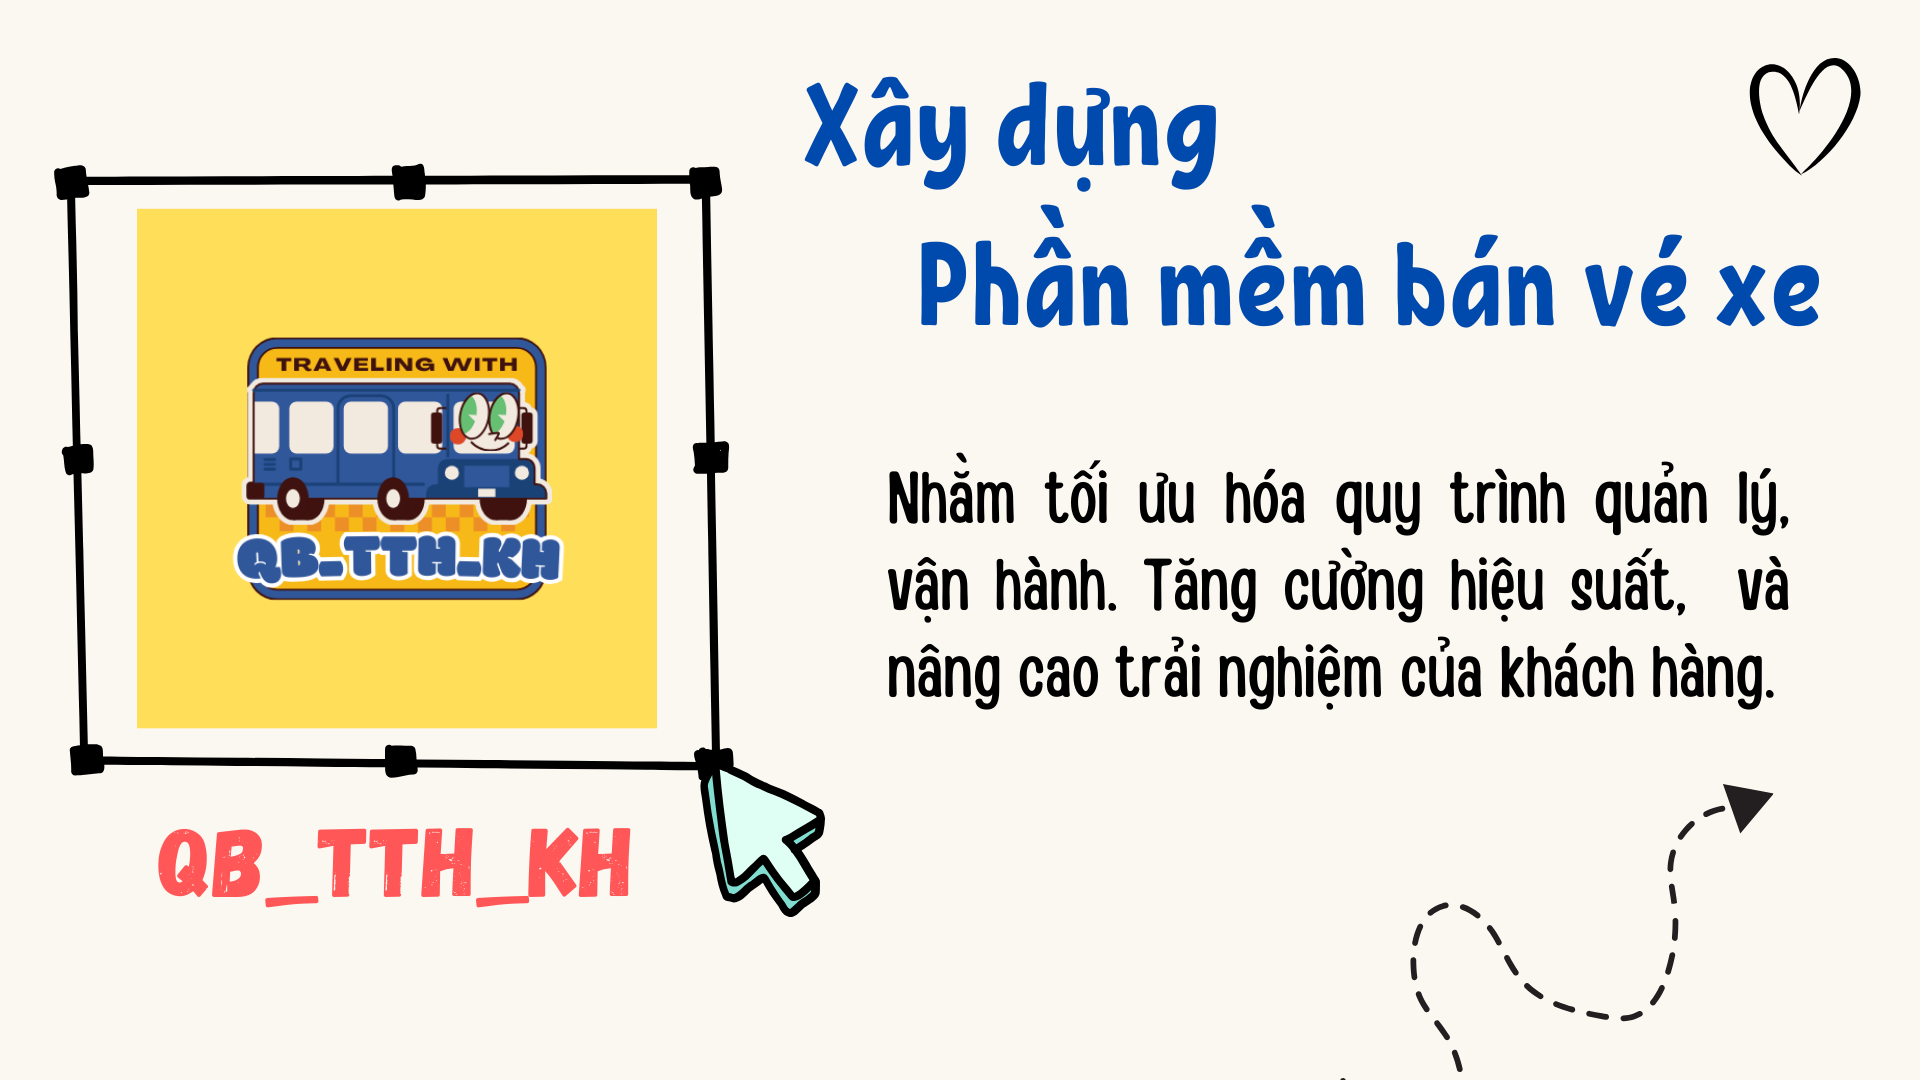 Xây dựng
Phần mềm bán vé xe
TRAVELING WITH
QB_TTH_KH
Nhằm tối ưu hóa quy trình quản lý,
vận hành. Tăng cường hiệu suất, và
nâng cao trải nghiệm của khách hàng.
QB_TTH_KH